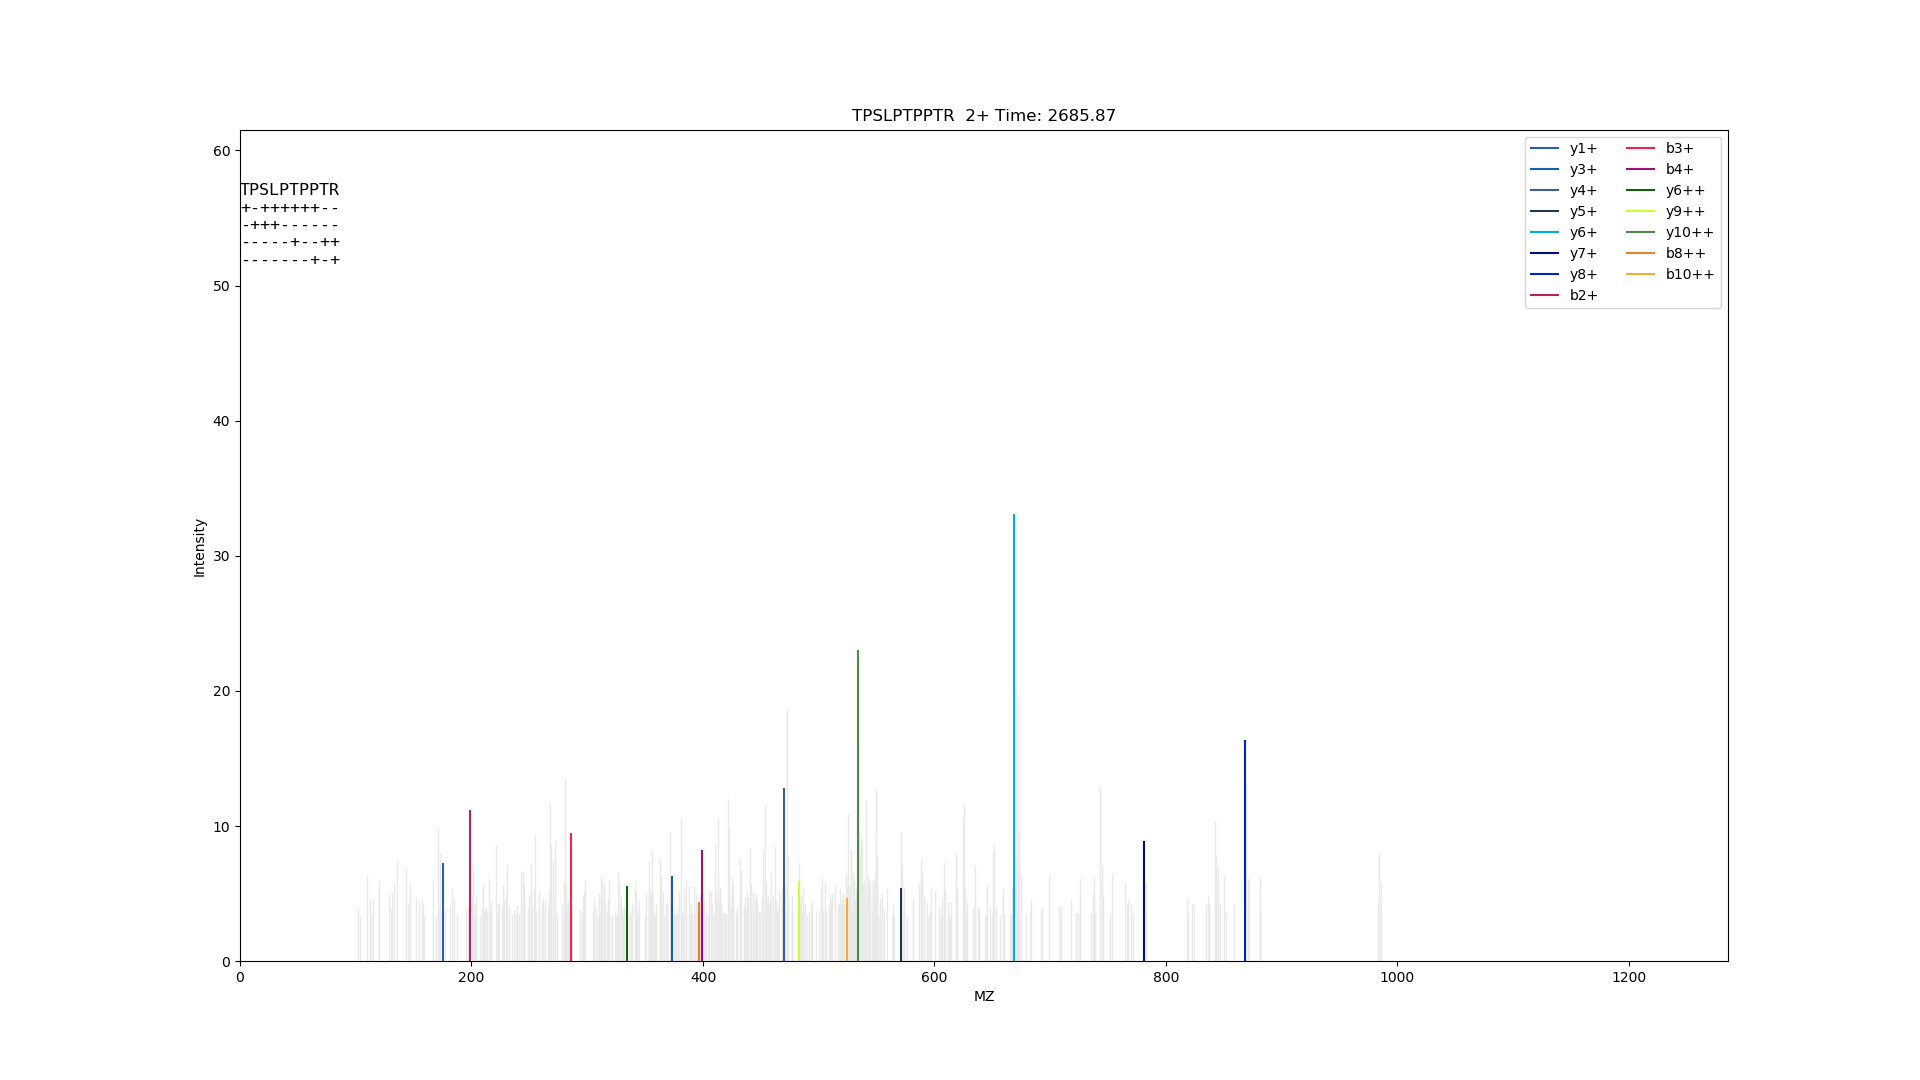 TPSLPTPPTR  2+ Time: 2685.87
60
50
40
30
20
10
0
Intensity
TPSLPTPPTR
+-++++++--
-+++------
-----+--++
-------+-+
y1+
y3+
y4+
y5+
y6+
y7+
y8+
b2+
b3+
b4+
y6++
y9++
y10++
b8++
b10++
0 200 400 600 800 1000 1200
MZ